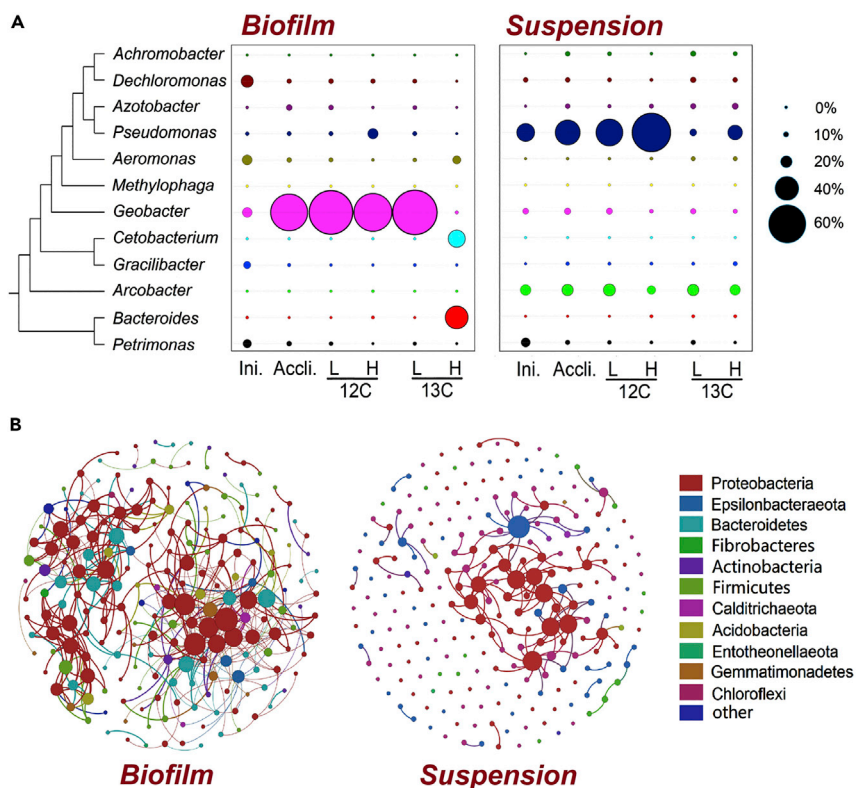 A
Biofilm
Suspension
Achromobacter
Dechloromonas
Azotobacter
Pseudomonas
Aeromonas
Methylophaga
Geobacter
Cetobacterium
Gracilibacter
Arcobacter
Bacteroides
Petrimonas
0%
10%
20%
40%
60%
Ini. Accli. L H L H
12C 13C
Ini. Accli. L H L H
12C 13C
B
Proteobacteria
Epsilonbacteraeota
Bacteroidetes
Fibrobacteres
Actinobacteria
Firmicutes
Calditrichaeota
Acidobacteria
Entotheonellaeota
Gemmatimonadetes
Chloroflexi
other
Biofilm
Suspension